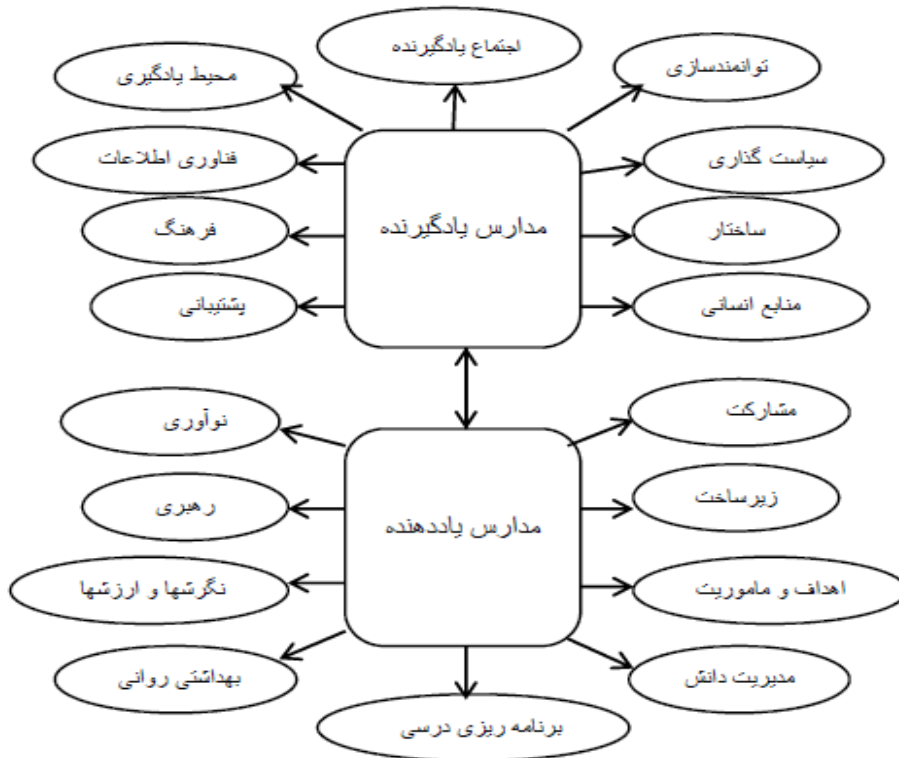 اجتماع یادگیرنده
توانمندسازی
محیط یادگیری
سیاست گذاری
فناوری اطلاعات
مدارس یادگیرنده
ساختار
فرهنگ
منابع انسانی
پشتیبانی
مشارکت
نوآوری
زیرساخت
رهبری
مدارس یاددهنده
اهداف و ماموریت
نگرشها و ارزشها
مدیریت دانش
بهداشتی روانی
برنامه ریزی درسی